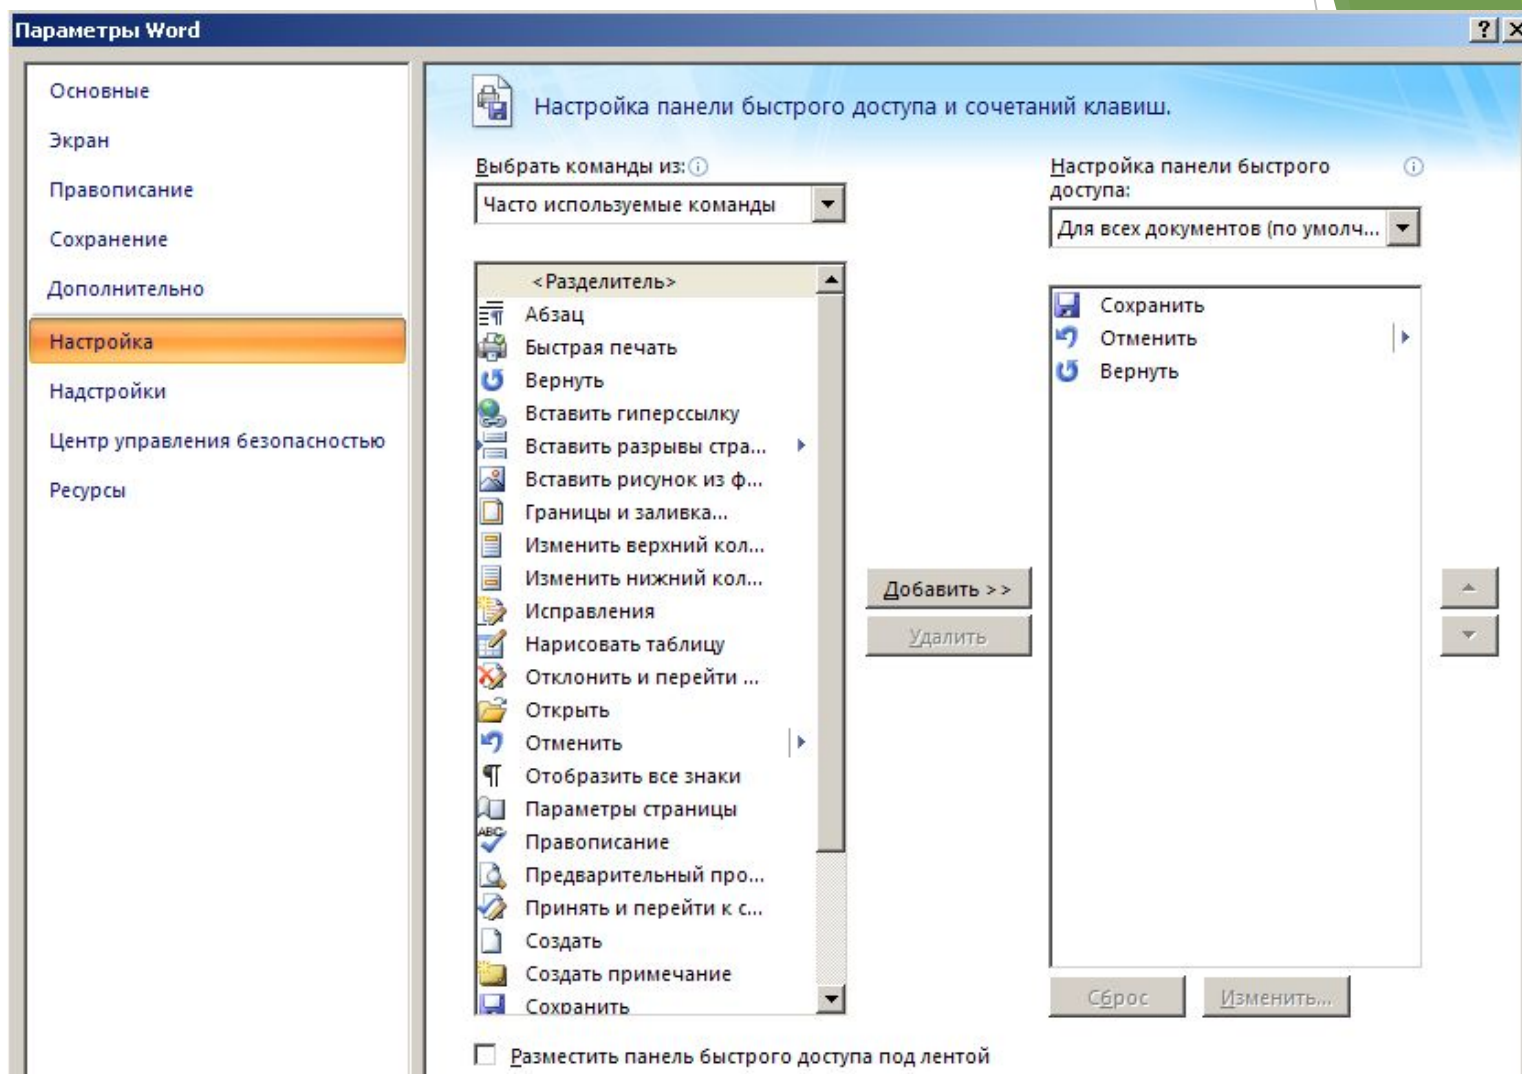 Параметры Word
Основные
Экран
Правописание
Сохранение
Дополнительно
Настройка
Надстройки
Центр управления безопасностью
Ресурсы
Настройка панели быстрого доступа и сочетаний клавиш.
Выбрать команды из:
Часто используемые команды
<Разделитель>
Абзац
Быстрая печать
Вернуть
Вставить гиперссылку
Вставить разрывы стра...
Вставить рисунок из ф...
Границы и заливка...
Изменить верхний кол...
Изменить нижний кол...
Исправления
Нарисовать таблицу
Отклонить и перейти ...
Открыть
Отменить
Отобразить все знаки
Параметры страницы
Правописание
Предварительный про...
Принять и перейти к с...
Создать
Создать примечание
Сохранить
Добавить >>
Удалить
Настройка панели быстрого
доступа:
Для всех документов (по умолч...
Сохранить
Отменить
Вернуть
Сброс
Изменить...
Разместить панель быстрого доступа под лентой